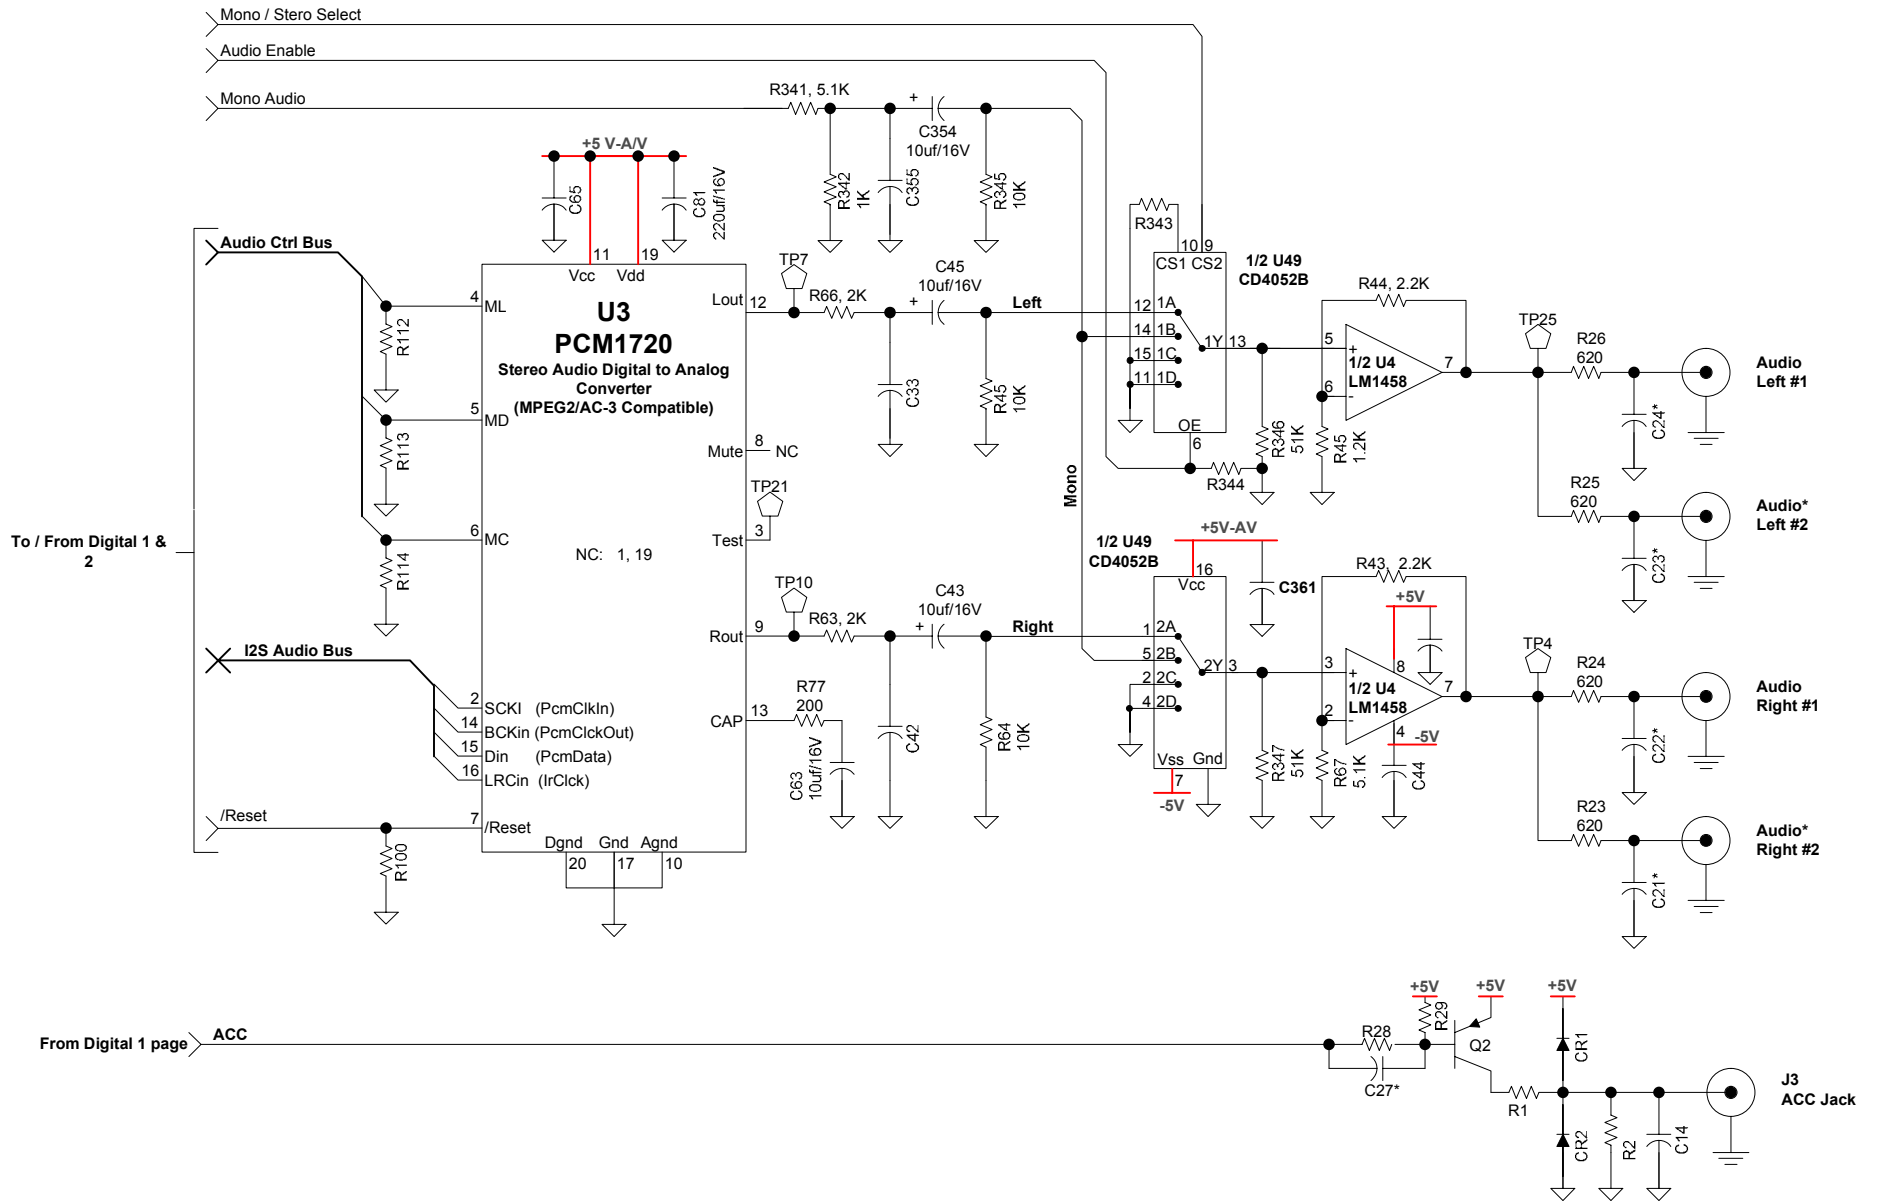 Mono / Stero Select
Audio Enable
Mono Audio
R341, 5.1K
+
C354
10uf/16V
R342
1K
C355
R345
10K
+5 V-A/V
C65
C81
220uf/16V
11
19
Vcc
Vdd
To / From Digital 1 &
2
Audio Ctrl Bus
4
ML
R112
5
MD
R113
6
MC
R114
I2S Audio Bus
2
SCKI (PcmClkIn)
14
BCKin (PcmClckOut)
15
Din (PcmData)
16
LRCin (lrClck)
/Reset
7
/Reset
R100
U3
PCM1720
Stereo Audio Digital to Analog
Converter
(MPEG2/AC-3 Compatible)
NC: 1, 19
Dgnd
Gnd
Agnd
20
17
10
Lout
12
TP7
R66, 2K
+
C45
10uf/16V
Left
C33
R45
10K
Mute
8
NC
TP21
Test
3
TP10
Rout
9
R63, 2K
+
C43
10uf/16V
Right
CAP
13
R77
200
C63
10uf/16V
C42
R64
10K
Mono
R343
10
9
CS1
CS2
1/2 U49
CD4052B
12
1A
14
1B
15
1C
11
1D
1Y
13
OE
6
R344
R346
51K
R44, 2.2K
5
+
6
-
1/2 U4
LM1458
7
R45
1.2K
TP25
R26
620
C24*
Audio
Left #1
R25
620
C23*
Audio*
Left #2
1/2 U49
CD4052B
+5V-AV
16
Vcc
C361
1
2A
5
2B
2
2C
4
2D
2Y
3
Vss
Gnd
7
-5V
R347
51K
R43, 2.2K
+5V
8
3
+
2
-
1/2 U4
LM1458
7
4
-5V
R67
5.1K
C44
TP4
R24
620
C22*
Audio
Right #1
R23
620
C21*
Audio*
Right #2
From Digital 1 page
ACC
R28
C27*
+5V
R29
+5V
Q2
R1
+5V
CR1
CR2
R2
C14
J3
ACC Jack